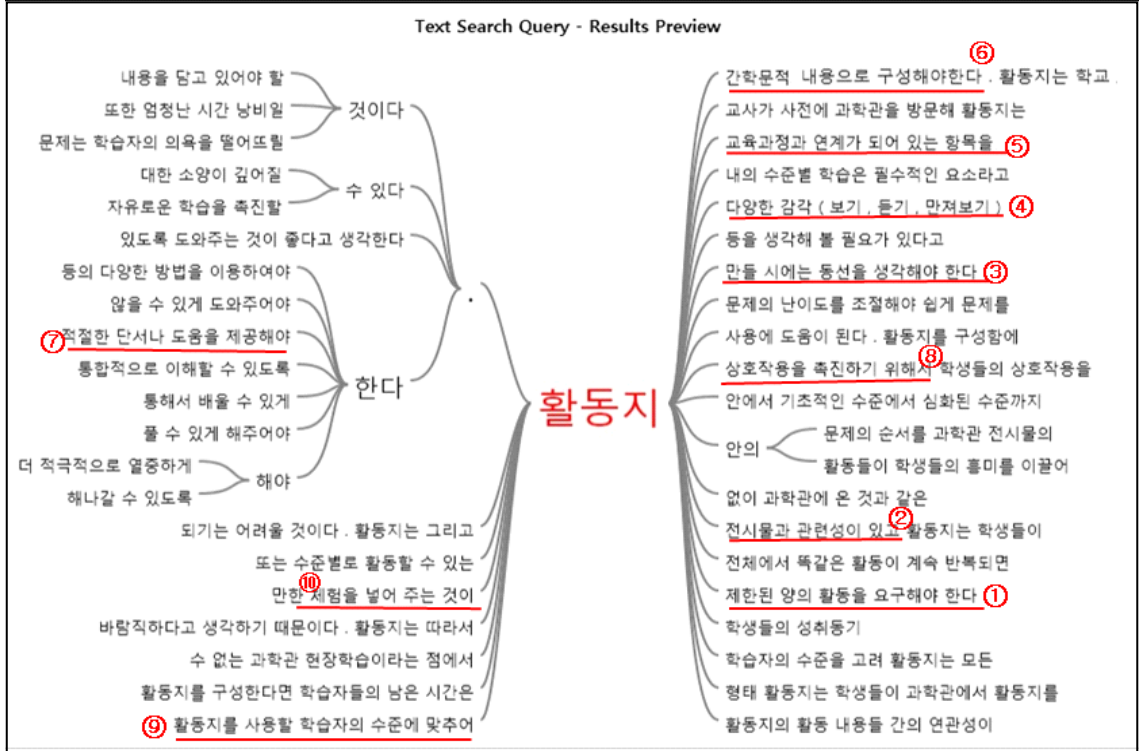 Text Search Query - Results Preview
내용을 담고 있어야 할
또한 엄청난 시간 낭비일
문제는 학습자의 의욕을 떨어뜨릴
것이다
대한 소양이 깊어질
자유로운 학습을 촉진할
수 있다
있도록 도와주는 것이 좋다고 생각한다
.
등의 다양한 방법을 이용하여야
않을 수 있게 도와주어야
⑦적절한 단서나 도움을 제공해야
통합적으로 이해할 수 있도록
통해서 배울 수 있게
풀 수 있게 해주어야
한다
더 적극적으로 열중하게
해나갈 수 있도록
해야
되기는 어려울 것이다 . 활동지는 그리고
또는 수준별로 활동할 수 있는
⑩
만한 체험을 넣어 주는 것이
바람직하다고 생각하기 때문이다 . 활동지는 따라서
수 없는 과학관 현장학습이라는 점에서
활동지를 구성한다면 학습자들의 남은 시간은
⑨ 활동지를 사용할 학습자의 수준에 맞추어
활동지
⑥
간학문적 내용으로 구성해야한다 . 활동지는 학교 .
교사가 사전에 과학관을 방문해 활동지는
교육과정과 연계가 되어 있는 항목을 ⑤
내의 수준별 학습은 필수적인 요소라고
다양한 감각 ( 보기 , 듣기 , 만져보기 ) ④
등을 생각해 볼 필요가 있다고
만들 시에는 동선을 생각해야 한다 ③
문제의 난이도를 조절해야 쉽게 문제를
사용에 도움이 된다 . 활동지를 구성함에
⑧
상호작용을 촉진하기 위해서 학생들의 상호작용을
안에서 기초적인 수준에서 심화된 수준까지
안의
문제의 순서를 과학관 전시물의
활동들이 학생들의 흥미를 이끌어
없이 과학관에 온 것과 같은
②
전시물과 관련성이 있고 활동지는 학생들이
전체에서 똑같은 활동이 계속 반복되면
제한된 양의 활동을 요구해야 한다 ①
학생들의 성취동기
학습자의 수준을 고려 활동지는 모든
형태 활동지는 학생들이 과학관에서 활동지를
활동지의 활동 내용들 간의 연관성이